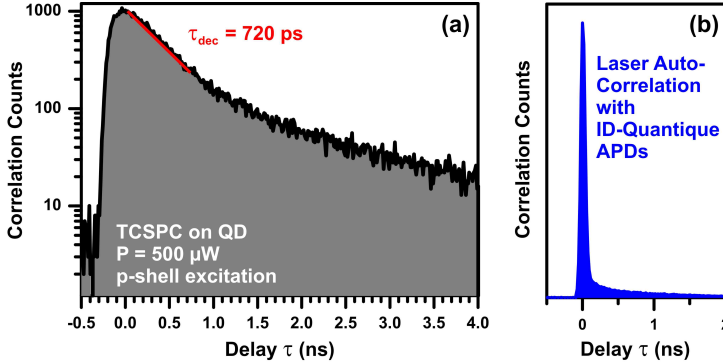 (a)
τdec = 720 ps
Correlation Counts
1000
100
10
TCSPC on QD
P = 500 µW
p-shell excitation
-0.5 0.0 0.5 1.0 1.5 2.0 2.5 3.0 3.5 4.0
Delay τ (ns)
(b)
Laser Auto-
Correlation
with
ID-Quantique
APDs
Correlation Counts
0 1 2
Delay τ (ns)